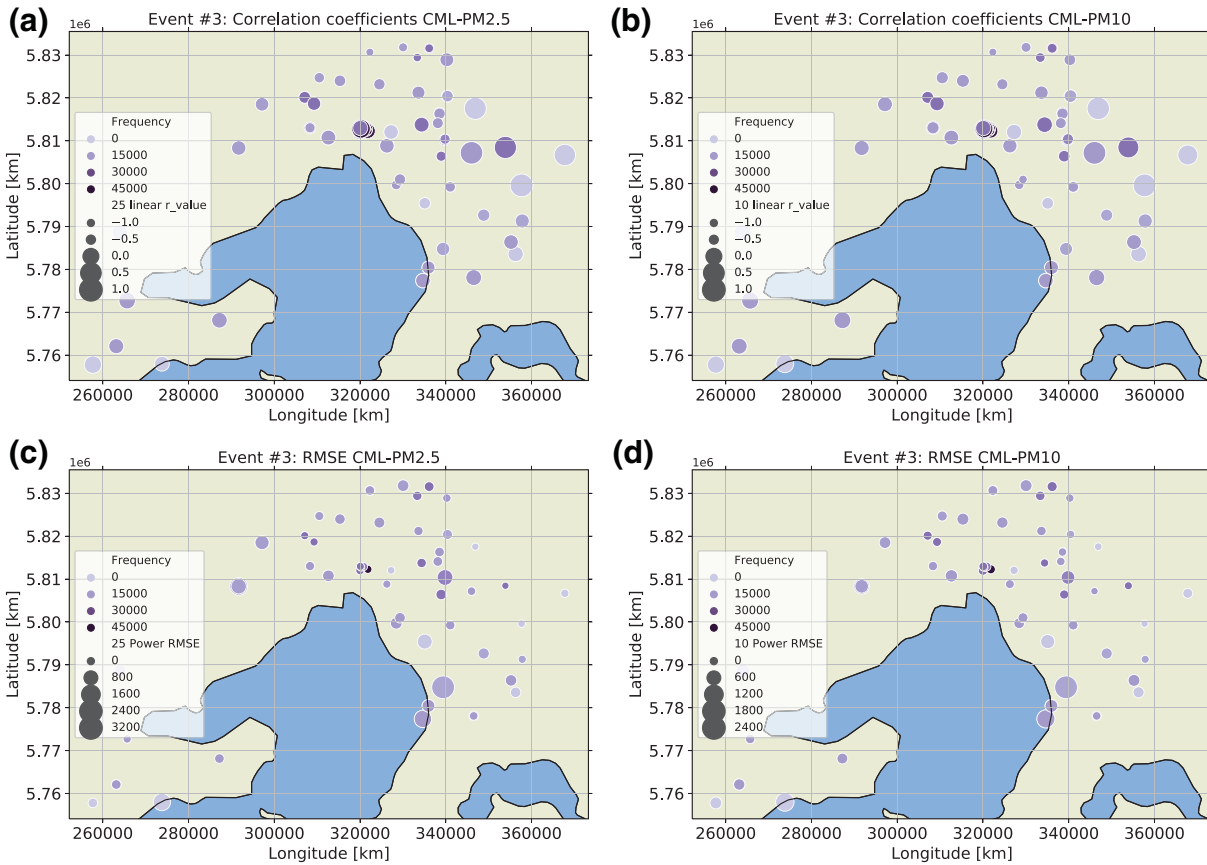 (a)
Event #3: Correlation coefficients CML-PM2.5
1e6
5.83
5.82
5.81
5.80
5.79
5.78
5.77
5.76
Latitude [km]
Frequency
0
15000
30000
45000
25 linear r_value
−1.0
−0.5
0.0
0.5
1.0
260000 280000 300000 320000 340000 360000
Longitude [km]
(b)
Event #3: Correlation coefficients CML-PM10
1e6
5.83
5.82
5.81
5.80
5.79
5.78
5.77
5.76
Latitude [km]
Frequency
0
15000
30000
45000
10 linear r_value
−1.0
−0.5
0.0
0.5
1.0
260000 280000 300000 320000 340000 360000
Longitude [km]
(c)
Event #3: RMSE CML-PM2.5
1e6
5.83
5.82
5.81
5.80
5.79
5.78
5.77
5.76
Latitude [km]
Frequency
0
15000
30000
45000
25 Power RMSE
0
800
1600
2400
3200
260000 280000 300000 320000 340000 360000
Longitude [km]
(d)
Event #3: RMSE CML-PM10
1e6
5.83
5.82
5.81
5.80
5.79
5.78
5.77
5.76
Latitude [km]
Frequency
0
15000
30000
45000
10 Power RMSE
0
600
1200
1800
2400
260000 280000 300000 320000 340000 360000
Longitude [km]